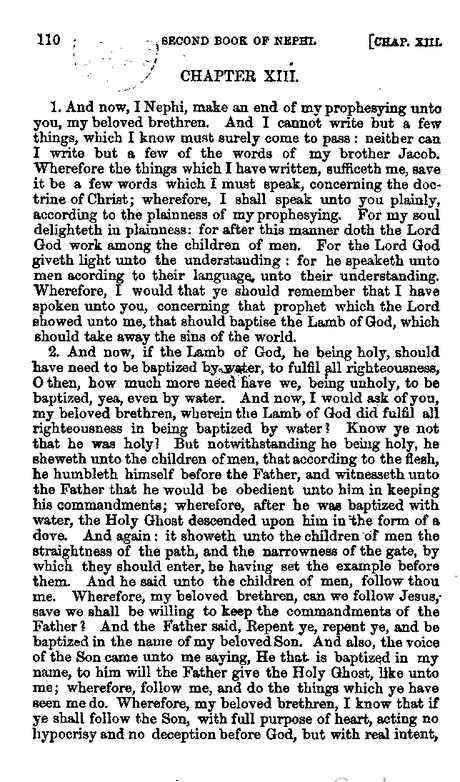 110 SECOND BOOK OF NEPHI. [CHAP. XIII.
CHAPTER XIII.
1. And now, I Nephi, make an end of my prophesying unto
you, my beloved brethren. And I cannot write but a few
things, which I know must surely come to pass : neither can
I write but a few of the words of my brother Jacob.
Wherefore the things which I have written, sufficeth me, save
it be a few words which I must speak, concerning the doc-
trine of Christ; wherefore, I shall speak unto you plainly,
according to the plainness of my prophesying. For my soul
delighteth in plainness: for after this manner doth the Lord
God work among the children of men. For the Lord God
giveth light unto the understanding : for he speaketh unto
men acording to their language, unto their understanding.
Wherefore, I would that ye should remember that I have
spoken unto you, concerning that prophet which the Lord
showed unto me, that should baptise the Lamb of God, which
should take away the sins of the world.
2. And now, if the Lamb of God, he being holy, should
have need to be baptized by water, to fulfil all righteousness,
O then, how much more need have we, being unholy, to be
baptized, yea, even by water. And now, I would ask of you,
my beloved brethren, wherein the Lamb of God did fulfil all
righteousness in being baptized by water? Know ye not
that he was holy? But notwithstanding he being holy, he
sheweth unto the children of men, that according to the flesh,
he humbleth himself before the Father, and witnesseth unto
the Father that he would be obedient unto him in keeping
his commandments; wherefore, after he was baptized with
water, the Holy Ghost descended upon him in the form of a
dove. And again : it showeth unto the children of men the
straightness of the path, and the narrowness of the gate, by
which they should enter, he having set the example before
them. And he said unto the children of men, follow thou
me. Wherefore, my beloved brethren, can we follow Jesus,
save we shall be willing to keep the commandments of the
Father? And the Father said, Repent ye, repent ye, and be
baptized in the name of my beloved Son. And also, the voice
of the Son came unto me saying, He that is baptized in my
name, to him will the Father give the Holy Ghost, like unto
me; wherefore, follow me, and do the things which ye have
seen me do. Wherefore, my beloved brethren, I know that if
ye shall follow the Son, with full purpose of heart, acting no
hypocrisy and no deception before God, but with real intent,